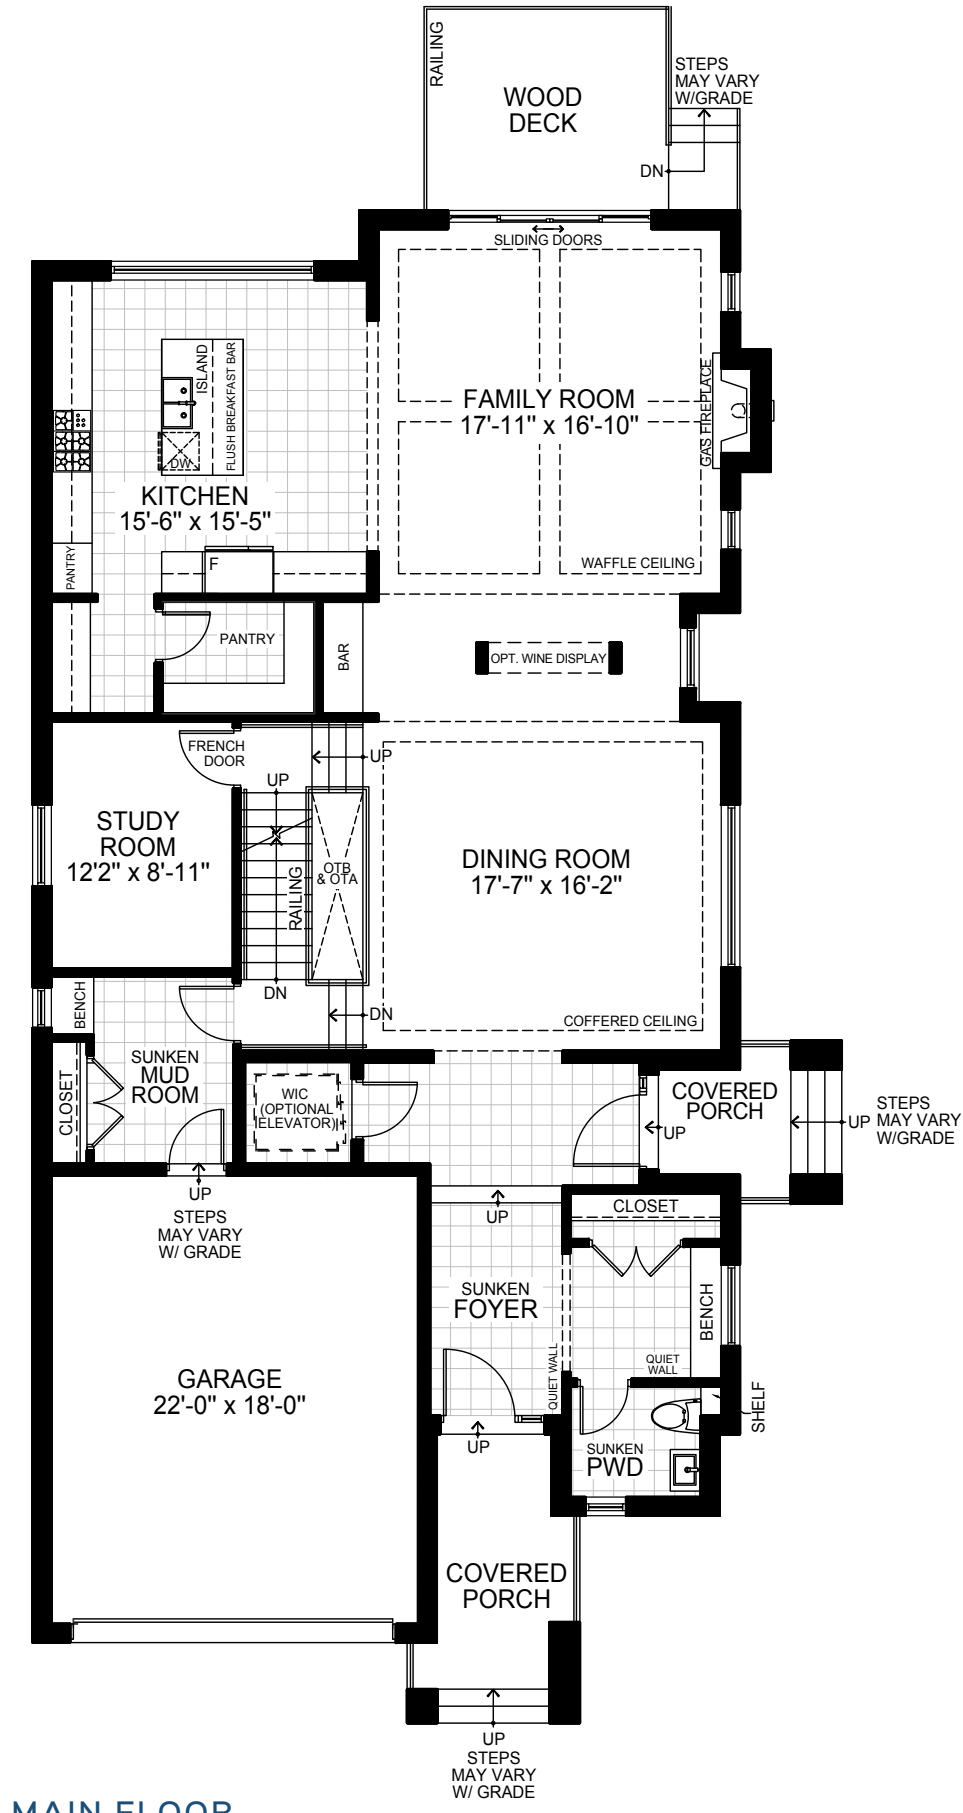 RAILING
WOOD
DECK
STEPS
MAY VARY
W/GRADE
DN
SLIDING DOORS
ISLAND
FLUSH BREAKFAST BAR
DW
KITCHEN
15'-6" x 15'-5"
FAMILY ROOM
17'-11" x 16'-10"
GAS FIREPLACE
WAFFLE CEILING
PANTRY
F
PANTRY
BAR
OPT. WINE DISPLAY
FRENCH
DOOR
UP
UP
STUDY
ROOM
12'2" x 8'-11"
RAILING
OTB
& OTA
DINING ROOM
17'-7" x 16'-2"
DN
DN
COFFERED CEILING
BENCH
SUNKEN
MUD
ROOM
CLOSET
WIC
(OPTIONAL
ELEVATOR)
COVERED
PORCH
UP
UP
STEPS
MAY VARY
W/GRADE
UP
STEPS
MAY VARY
W/ GRADE
UP
CLOSET
SUNKEN
FOYER
BENCH
QUIET WALL
QUIET
WALL
SHELF
GARAGE
22'-0" x 18'-0"
UP
SUNKEN
PWD
COVERED
PORCH
UP
STEPS
MAY VARY
W/ GRADE
MAIN FLOOR